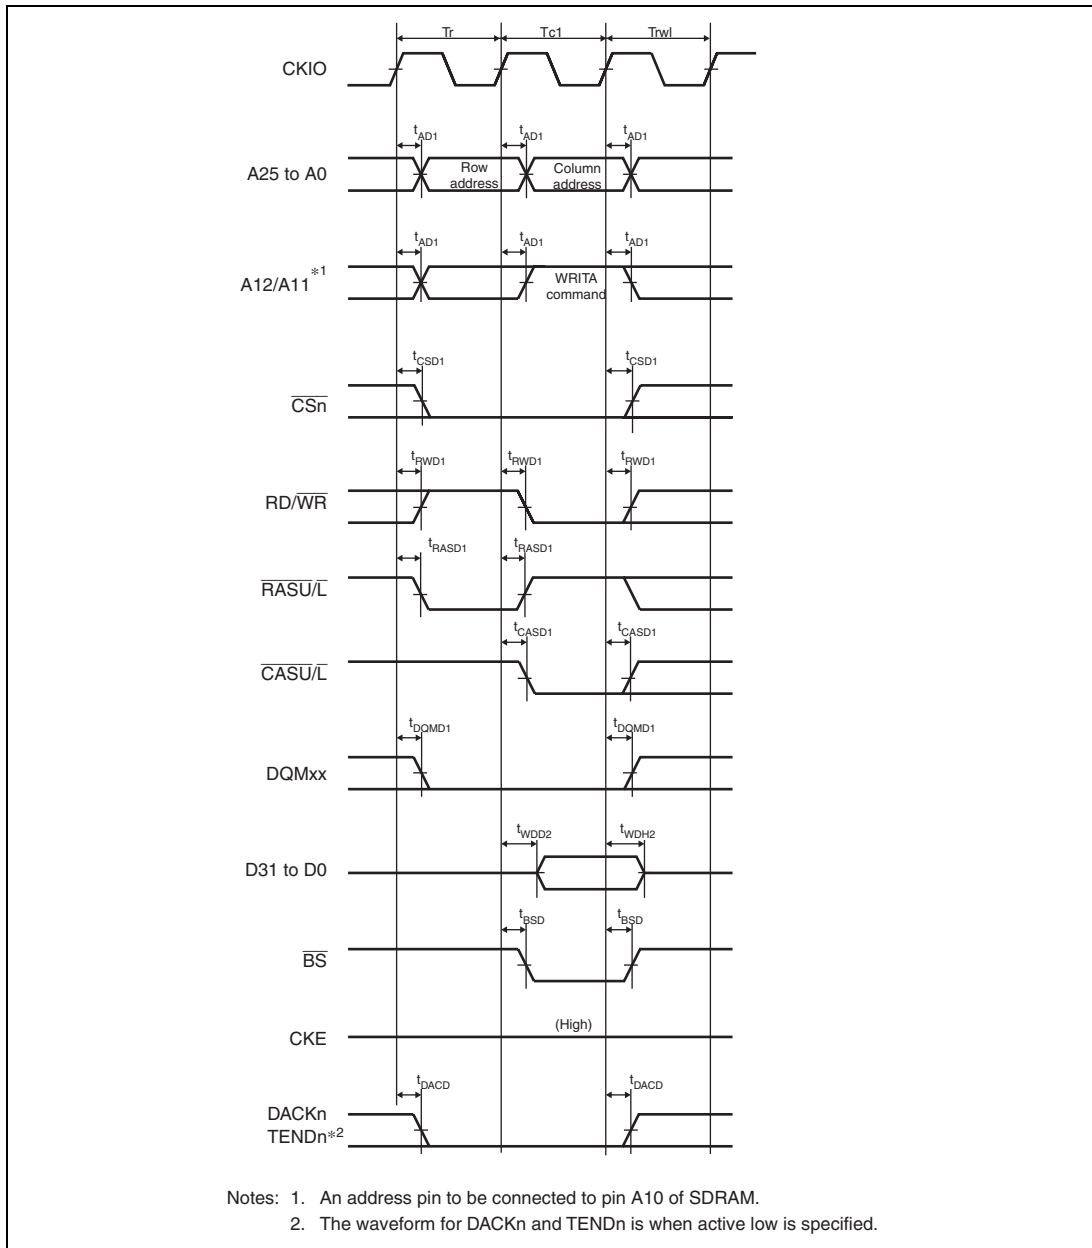 Tr Tc1 Trwl
CKIO
tAD1 tAD1 tAD1
A25 to A0
Row address
Column address
tAD1 tAD1 tAD1
A12/A11*1
WRITA command
tCSD1 tCSD1
CSn
tRWD1 tRWD1 tRWD1
RD/WR
tRASD1 tRASD1
RASU/L
tCASD1 tCASD1
CASU/L
tDQMD1 tDQMD1
DQMxx
tWDD2 tWDH2
D31 to D0
tBSD tBSD
BS
(High)
CKE
tDACD tDACD
DACKn
TENDn*2
Notes: 1. An address pin to be connected to pin A10 of SDRAM.
2. The waveform for DACKn and TENDn is when active low is specified.